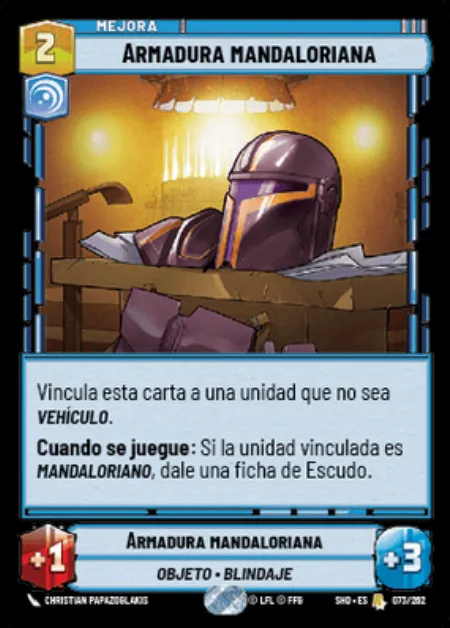 MEJORA
2
ARMADURA MANDALORIANA
Vincula esta carta a una unidad que no sea
VEHÍCULO.
Cuando se juegue: Si la unidad vinculada es
MANDALORIANO, dale una ficha de Escudo.
ARMADURA MANDALORIANA
+1
+3
OBJETO • BLINDAJE
CHRISTIAN PAPAZOGLAKIS
© LFL © FFG
SHD • ES
073/262